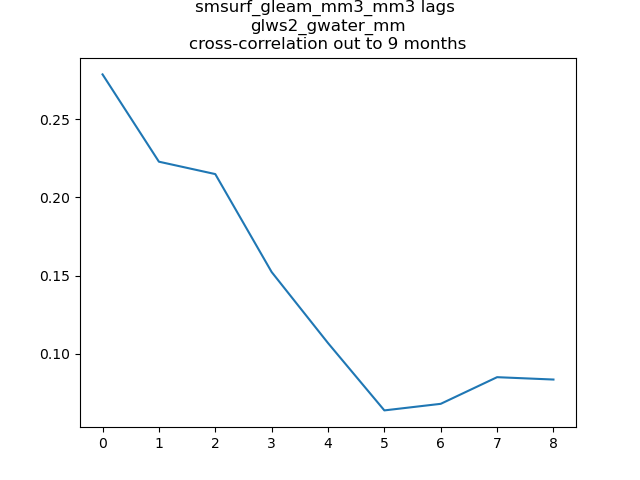 smsurf_gleam_mm3_mm3 lags
glws2_gwater_mm
cross-correlation out to 9 months
0.25
0.20
0.15
0.10
0 1 2 3 4 5 6 7 8